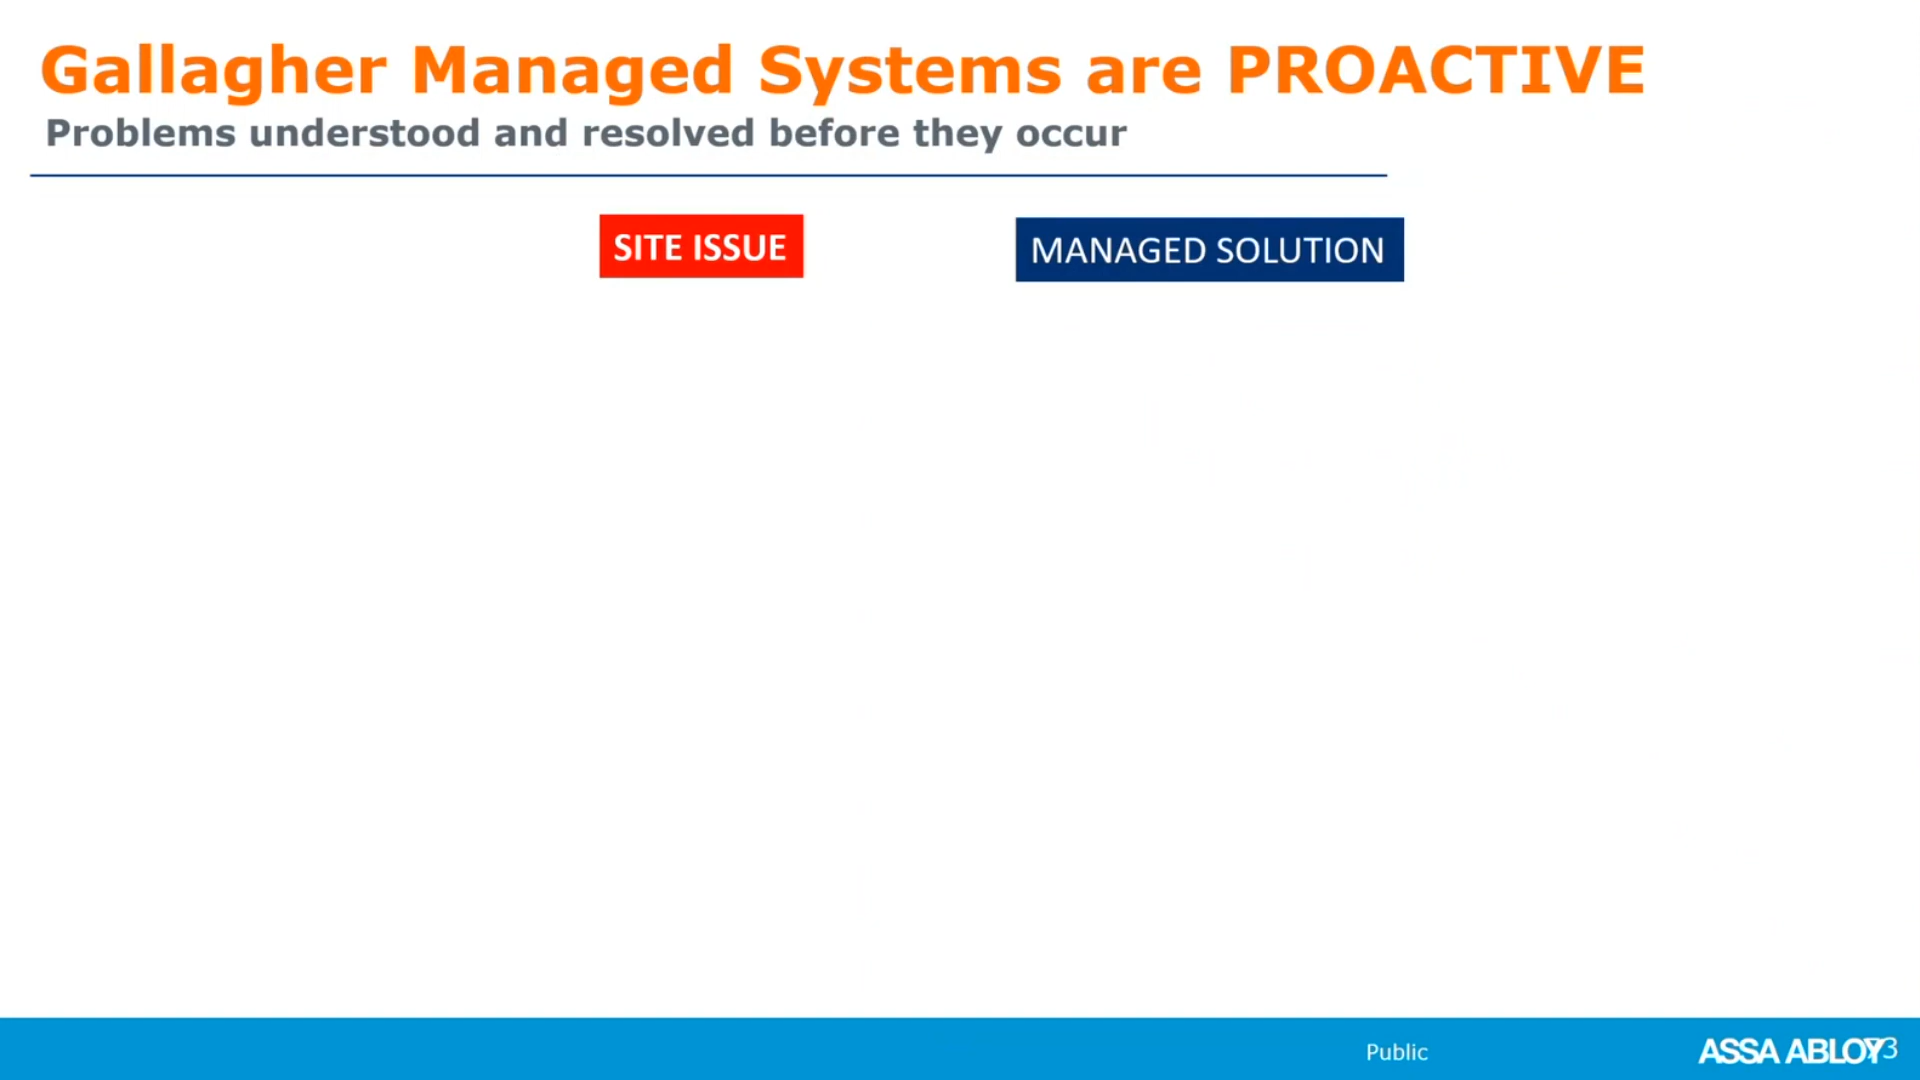 Gallagher Managed Systems are PROACTIVE
Problems understood and resolved before they occur
SITE ISSUE
MANAGED SOLUTION
Public
ASSA ABLOY